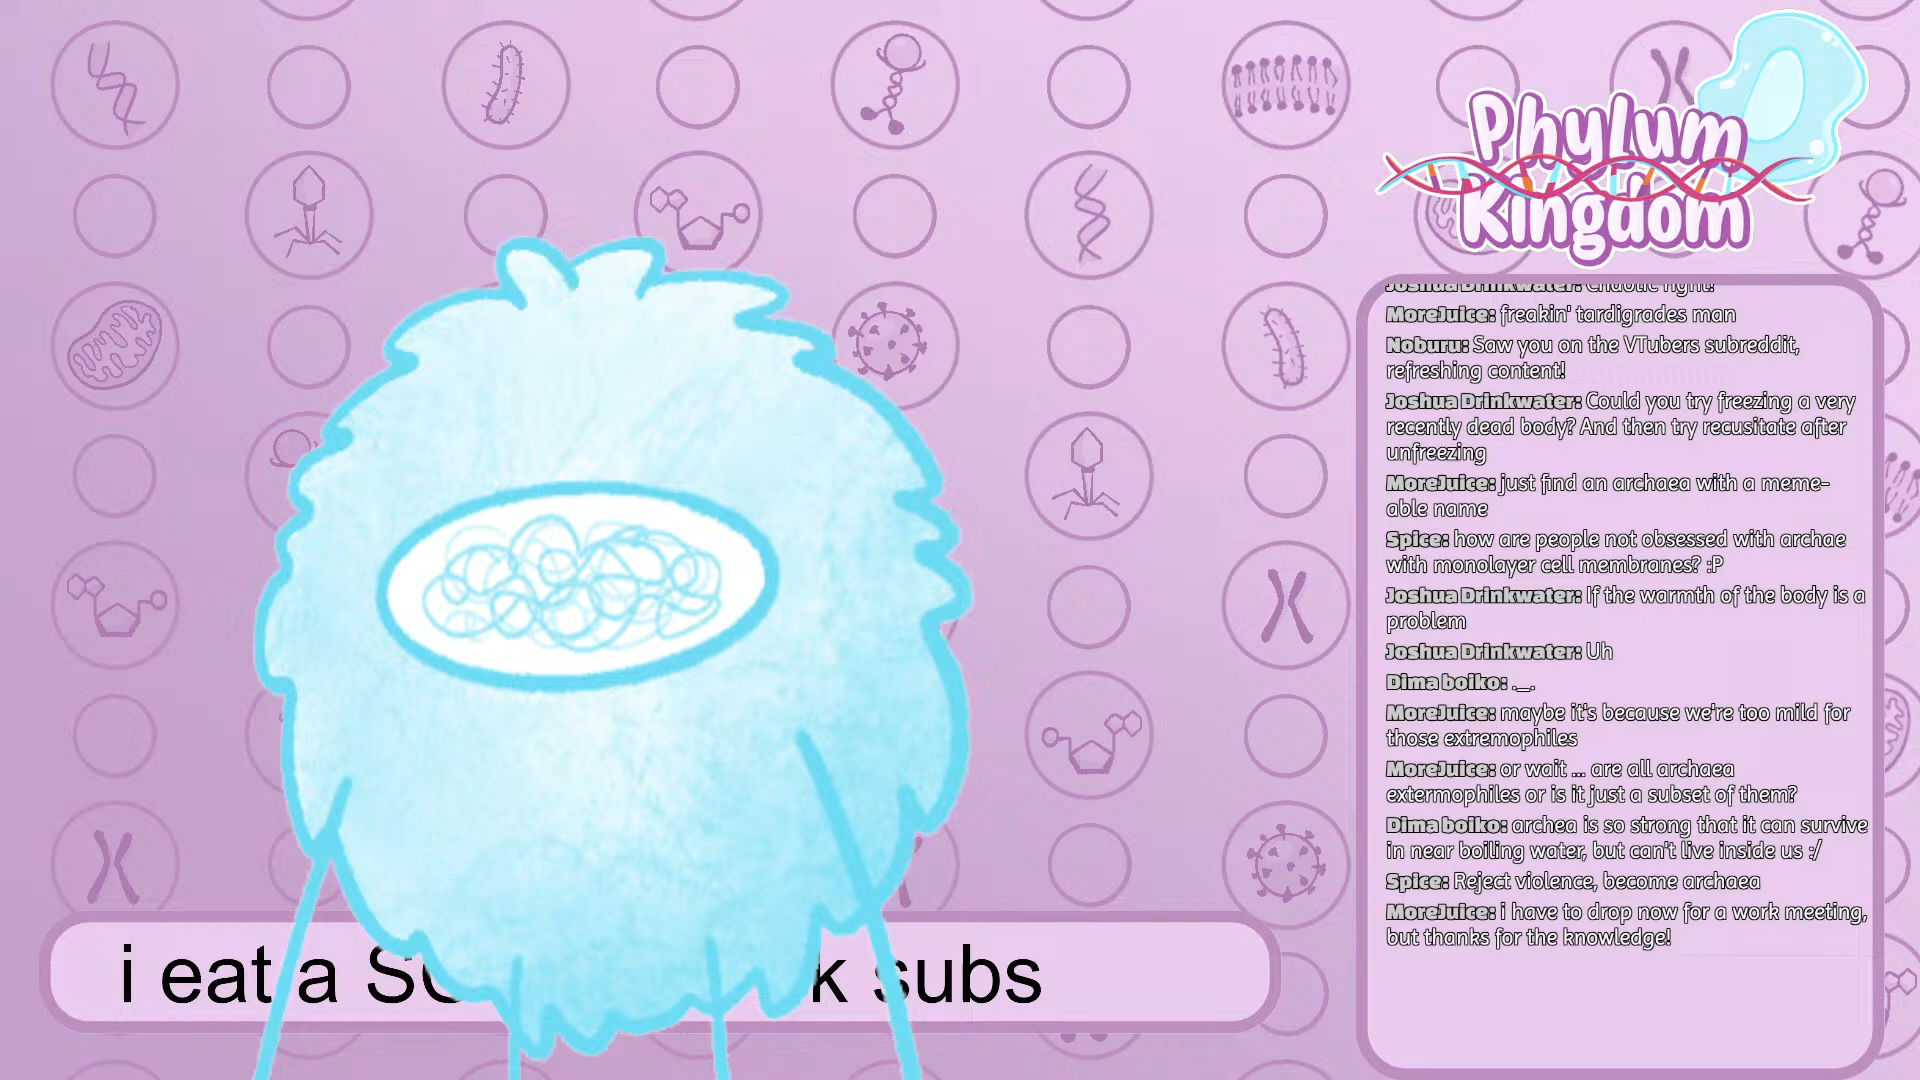 Phylum
Kingdom
Joshua Drinkwater: Chaotic right!
MoreJuice: freakin' tardigrades man
Noburu: Saw you on the VTubers subreddit,
refreshing content!
Joshua Drinkwater: Could you try freezing a very
recently dead body? And then try recusitate after
unfreezing
MoreJuice: just find an archaea with a meme-
able name
Spice: how are people not obsessed with archae
with monolayer cell membranes? :P
Joshua Drinkwater: If the warmth of the body is a
problem
Joshua Drinkwater: Uh
Dima boiko: ._.
MoreJuice: maybe it's because we're too mild for
those extremophiles
MoreJuice: or wait ... are all archaea
extermophiles or is it just a subset of them?
Dima boiko: archea is so strong that it can survive
in near boiling water, but can't live inside us :/
Spice: Reject violence, become archaea
MoreJuice: i have to drop now for a work meeting,
but thanks for the knowledge!
i eat a subs